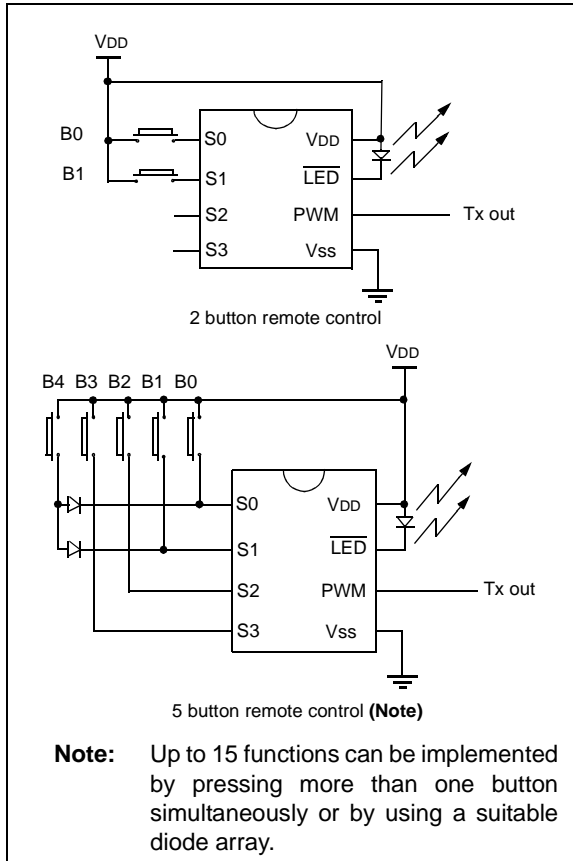 VDD
B0
B1
S0
S1
S2
S3
VDD
LED
PWM
Vss
Tx out
2 button remote control
VDD
B4 B3 B2 B1 B0
S0
S1
S2
S3
VDD
LED
PWM
Vss
Tx out
5 button remote control (Note)
Note: Up to 15 functions can be implemented
by pressing more than one button
simultaneously or by using a suitable
diode array.